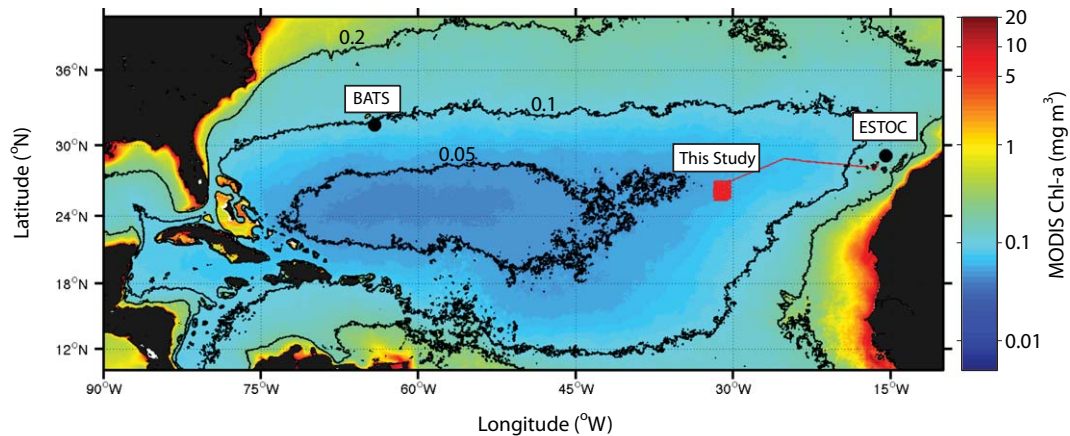 0.2
BATS
0.1
ESTOC
0.05
This Study
36°N
30°N
24°N
18°N
12°N
Latitude (°N)
90°W 75°W 60°W 45°W 30°W 15°W
Longitude (°W)
20
10
5
1
0.1
0.01
MODIS Chl-a (mg m³)